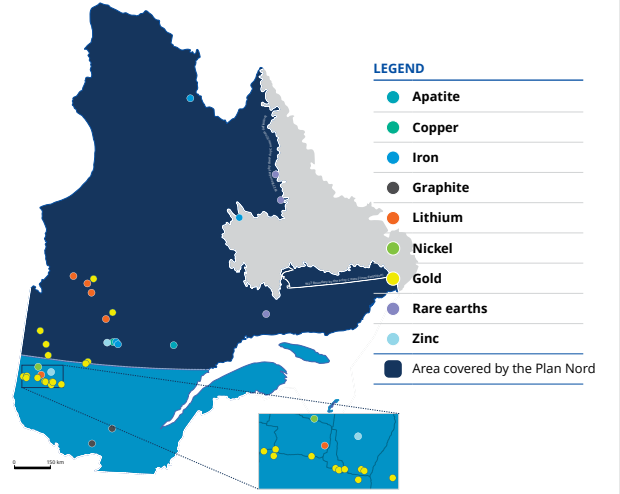 LEGEND
Apatite
Copper
Iron
Graphite
Lithium
Nickel
Gold
Rare earths
Zinc
Area covered by the Plan Nord
0 150 km